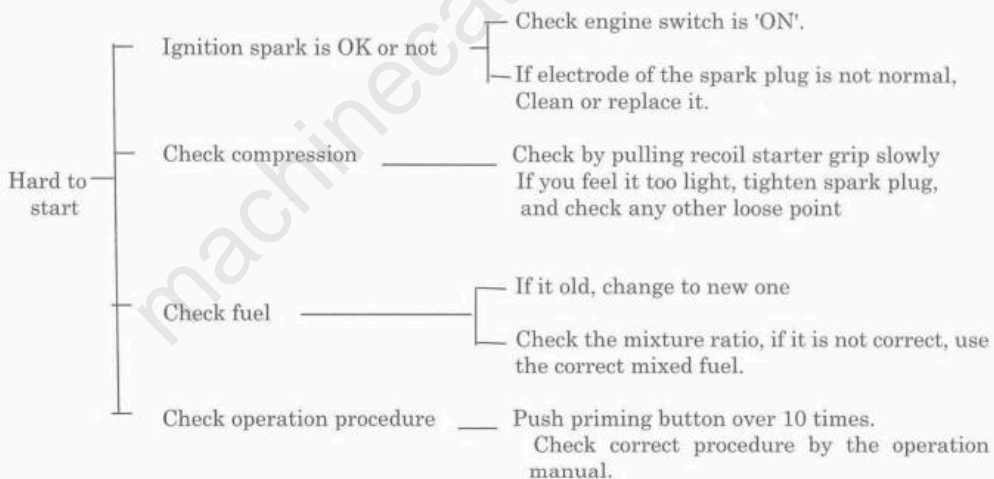 Check engine switch is 'ON'.
Ignition spark is OK or not
If electrode of the spark plug is not normal,
Clean or replace it.
Check compression
Check by pulling recoil starter grip slowly
If you feel it too light, tighten spark plug,
and check any other loose point
Hard to
start
If it old, change to new one
Check fuel
Check the mixture ratio, if it is not correct, use
the correct mixed fuel.
Check operation procedure
Push priming button over 10 times.
Check correct procedure by the operation
manual.
machineca